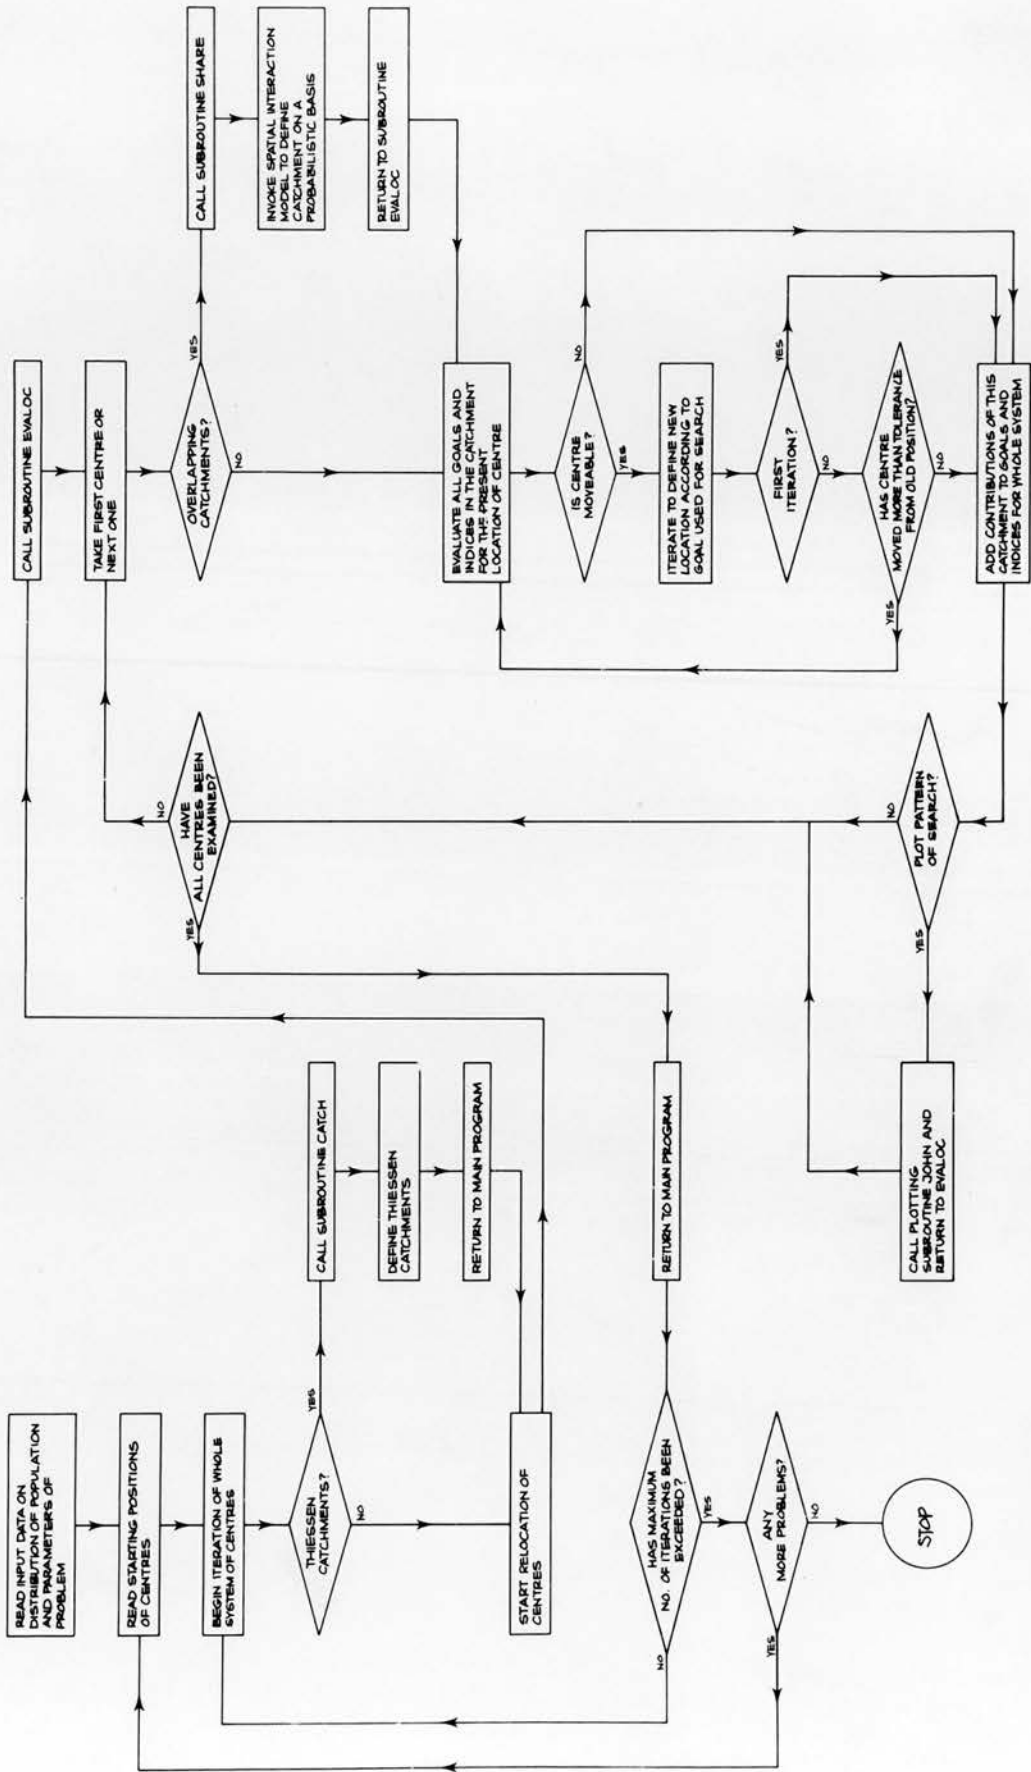 READ INPUT DATA ON
DISTRIBUTION OF POPULATION
AND PARAMETERS OF
PROBLEM
READ STARTING POSITIONS
OF CENTRES
BEGIN ITERATION OF WHOLE
SYSTEM OF CENTRES
THIESSEN
CATCHMENTS?
YES
NO
CALL SUBROUTINE CATCH
DEFINE THIESSEN
CATCHMENTS
RETURN TO MAIN PROGRAM
START RELOCATION OF
CENTRES
HAS MAXIMUM
NO. OF ITERATIONS BEEN
EXCEEDED?
NO
YES
ANY
MORE PROBLEMS?
YES
NO
STOP
RETURN TO MAIN PROGRAM
CALL PLOTTING
SUBROUTINE JOHN AND
RETURN TO EVALOC
HAVE
ALL CENTRES BEEN
EXAMINED?
YES
NO
PLOT PATTERN
OF SEARCH?
YES
NO
CALL SUBROUTINE EVALOC
TAKE FIRST CENTRE OR
NEXT ONE
OVERLAPPING
CATCHMENTS?
YES
NO
CALL SUBROUTINE SHARE
INVOKE SPATIAL INTERACTION
MODEL TO DEFINE
CATCHMENT ON A
PROBABILISTIC BASIS
RETURN TO SUBROUTINE
EVALOC
EVALUATE ALL GOALS AND
INDICES IN THE CATCHMENT
FOR THE PRESENT
LOCATION OF CENTRE
IS CENTRE
MOVEABLE?
NO
YES
ITERATE TO DEFINE NEW
LOCATION ACCORDING TO
GOAL USED FOR SEARCH
FIRST
ITERATION?
YES
NO
HAS CENTRE
MOVED MORE THAN TOLERANCE
FROM OLD POSITION?
YES
NO
ADD CONTRIBUTIONS OF THIS
CATCHMENT TO GOALS AND
INDICES FOR WHOLE SYSTEM